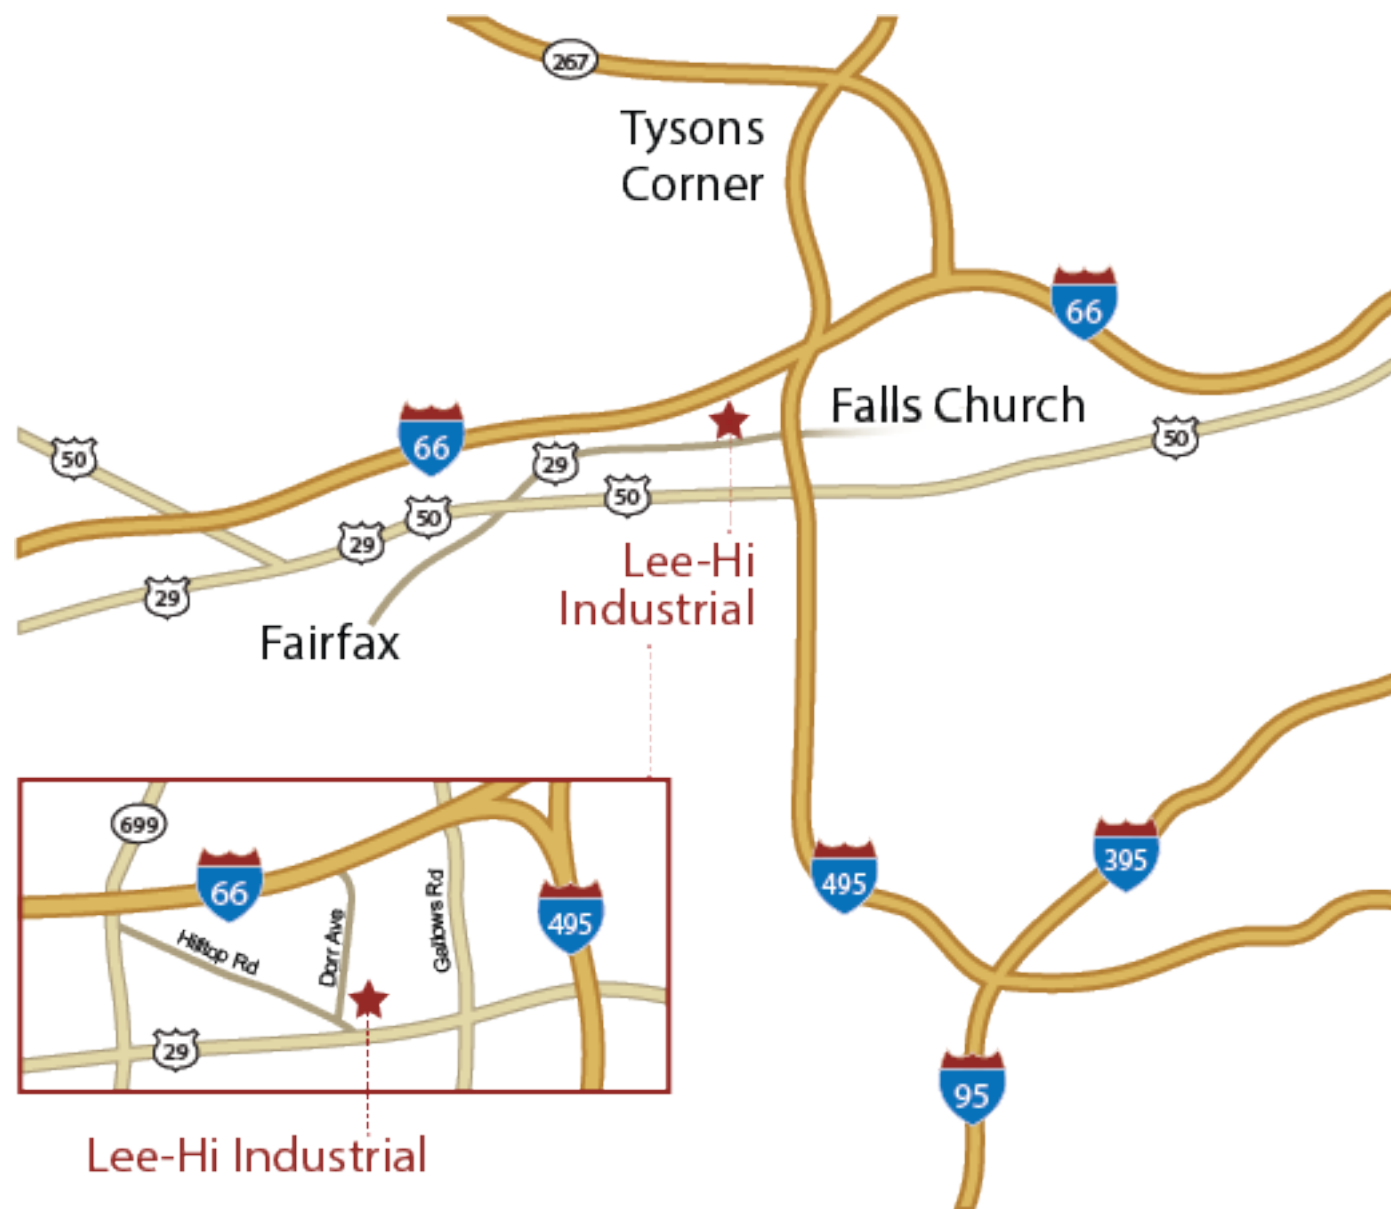 267
Tysons
Corner
66
Falls Church
66
50
29
50
50
50
29
29
Lee-Hi
Industrial
Fairfax
699
66
495
395
495
Hilltop Rd
Dorr Ave
Gallows Rd
29
95
Lee-Hi Industrial